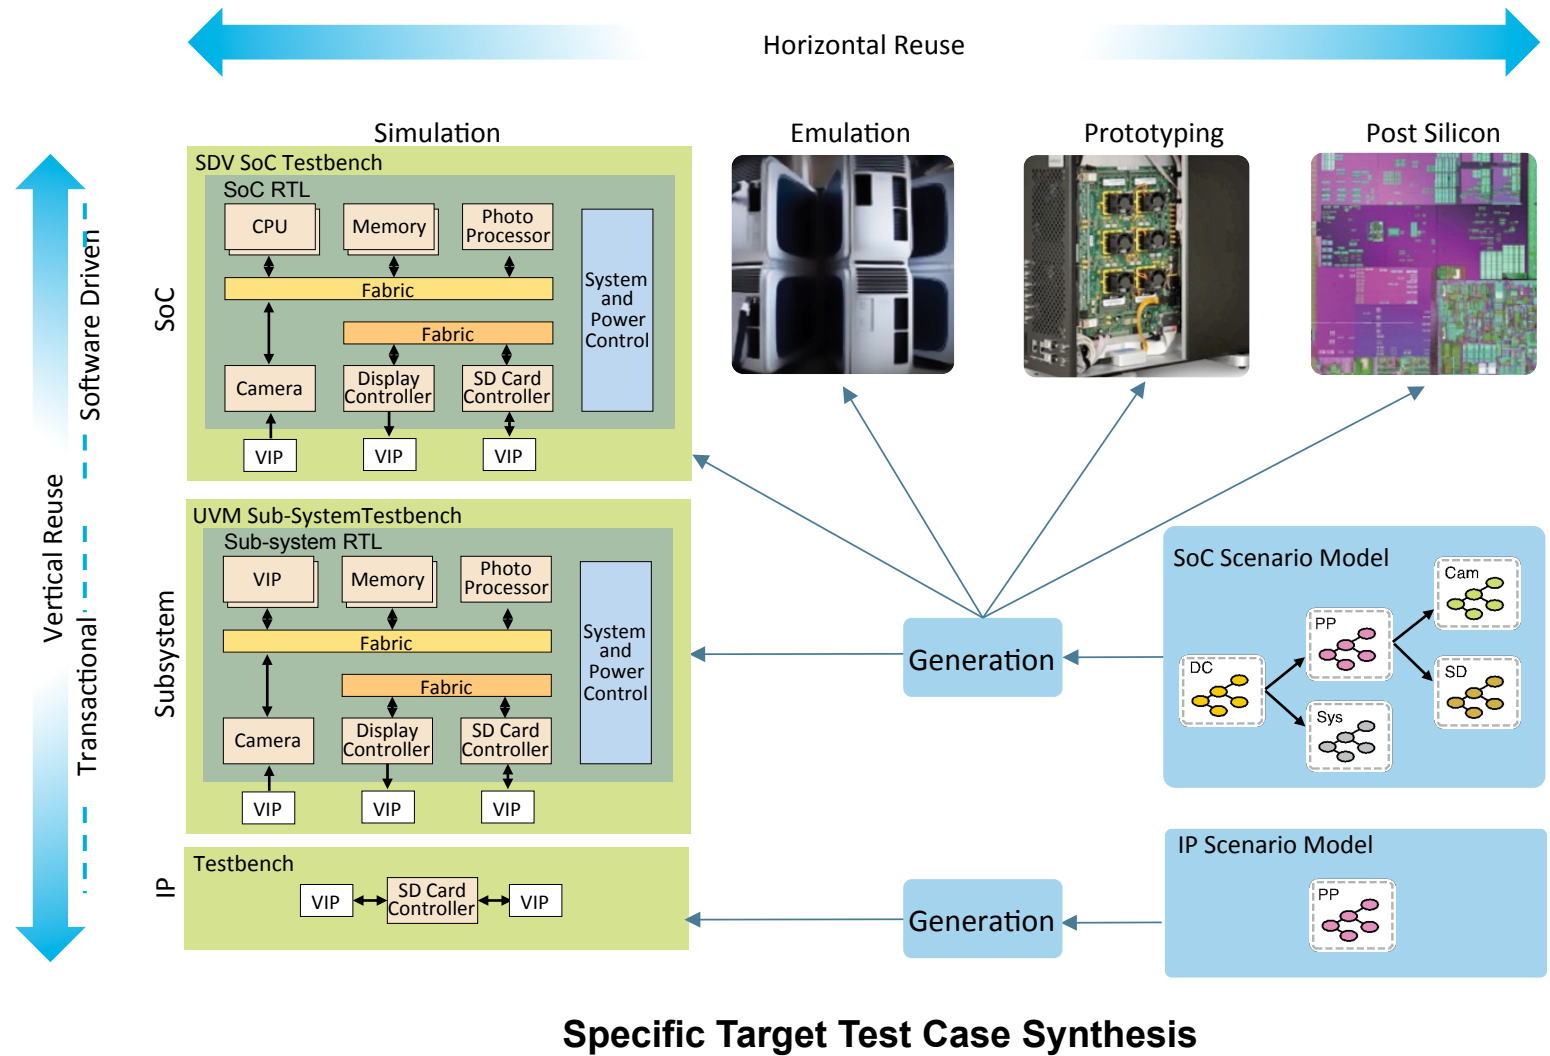 Horizontal Reuse
Simulation
Emulation
Prototyping
Post Silicon
Vertical Reuse
Software Driven
Transactional
SoC
SDV SoC Testbench
SoC RTL
CPU
Memory
Photo
Processor
Fabric
System
and
Power
Control
Fabric
Camera
Display
Controller
SD Card
Controller
VIP
VIP
VIP
Subsystem
UVM Sub-SystemTestbench
Sub-system RTL
VIP
Memory
Photo
Processor
Fabric
System
and
Power
Control
Fabric
Camera
Display
Controller
SD Card
Controller
VIP
VIP
VIP
Generation
SoC Scenario Model
Cam
PP
DC
SD
Sys
IP
Testbench
VIP
SD Card
Controller
VIP
Generation
IP Scenario Model
PP
Specific Target Test Case Synthesis